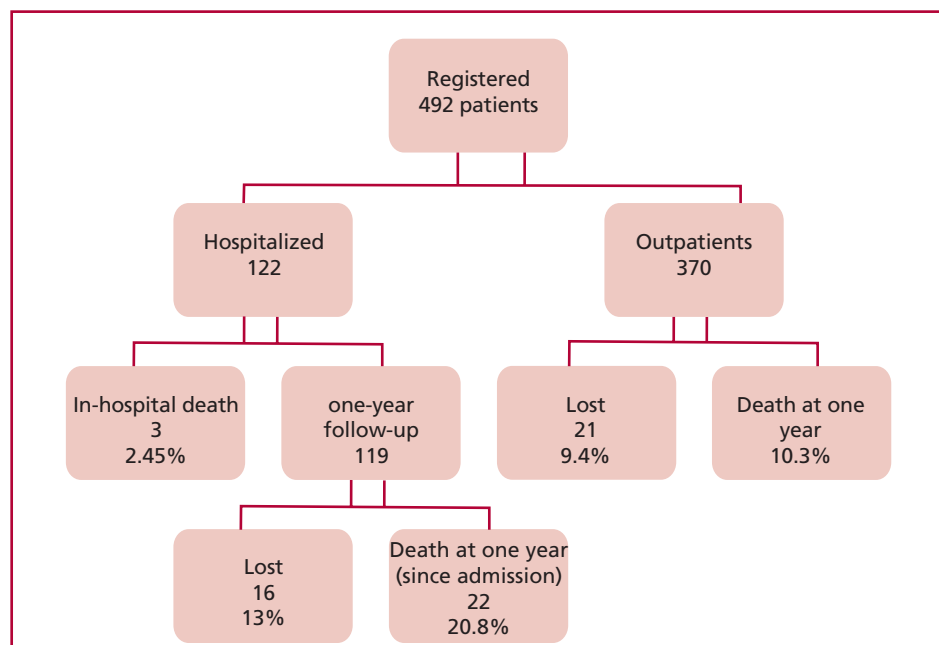 Registered
492 patients
Hospitalized
122
Outpatients
370
In-hospital death
3
2.45%
one-year
follow-up
119
Lost
21
9.4%
Death at one
year
10.3%
Lost
16
13%
Death at one year
(since admission)
22
20.8%